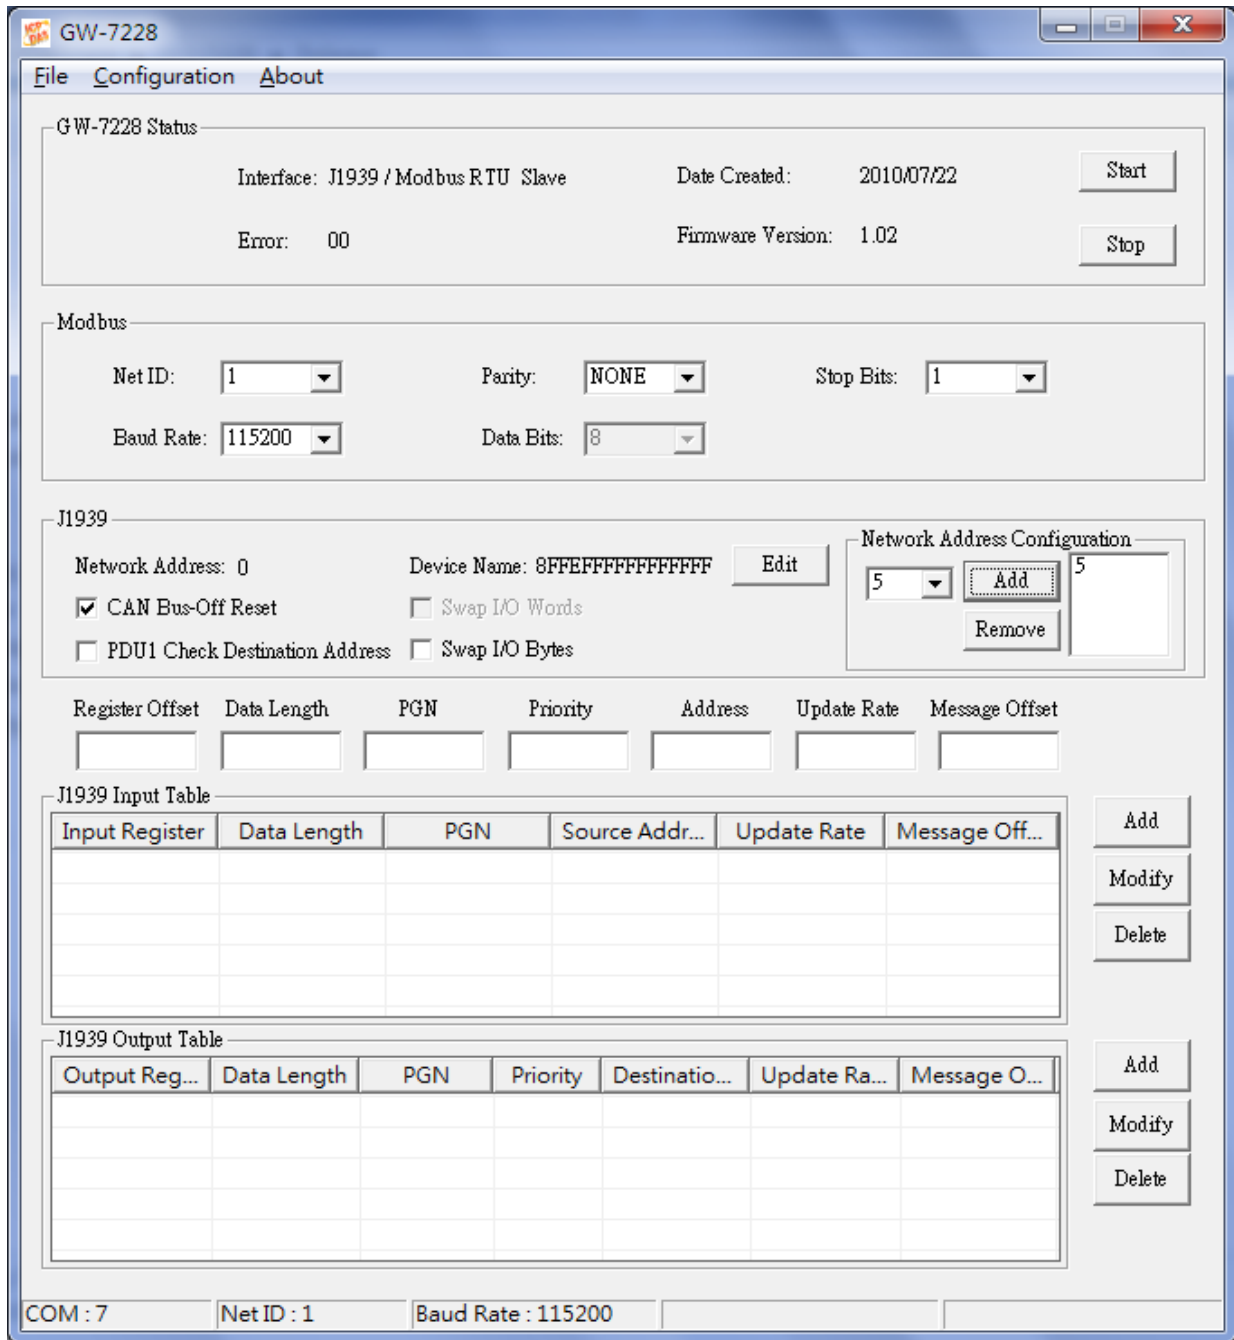 GW-7228
File Configuration About
GW-7228 Status
Interface: J1939 / Modbus RTU Slave Date Created: 2010/07/22 Start
Error: 00 Firmware Version: 1.02 Stop
Modbus
Net ID: 1 Parity: NONE Stop Bits: 1
Baud Rate: 115200 Data Bits: 8
J1939
Network Address Configuration
Network Address: 0 Device Name: 8FFEFFFFFFFFFFFF Edit 5 Add 5
CAN Bus-Off Reset Swap I/O Words Remove
PDU1 Check Destination Address Swap I/O Bytes
Register Offset Data Length PGN Priority Address Update Rate Message Offset
J1939 Input Table
Input Register Data Length PGN Source Addr... Update Rate Message Off... Add
Modify
Delete
J1939 Output Table
Output Reg... Data Length PGN Priority Destinatio... Update Ra... Message O... Add
Modify
Delete
COM : 7 Net ID : 1 Baud Rate : 115200